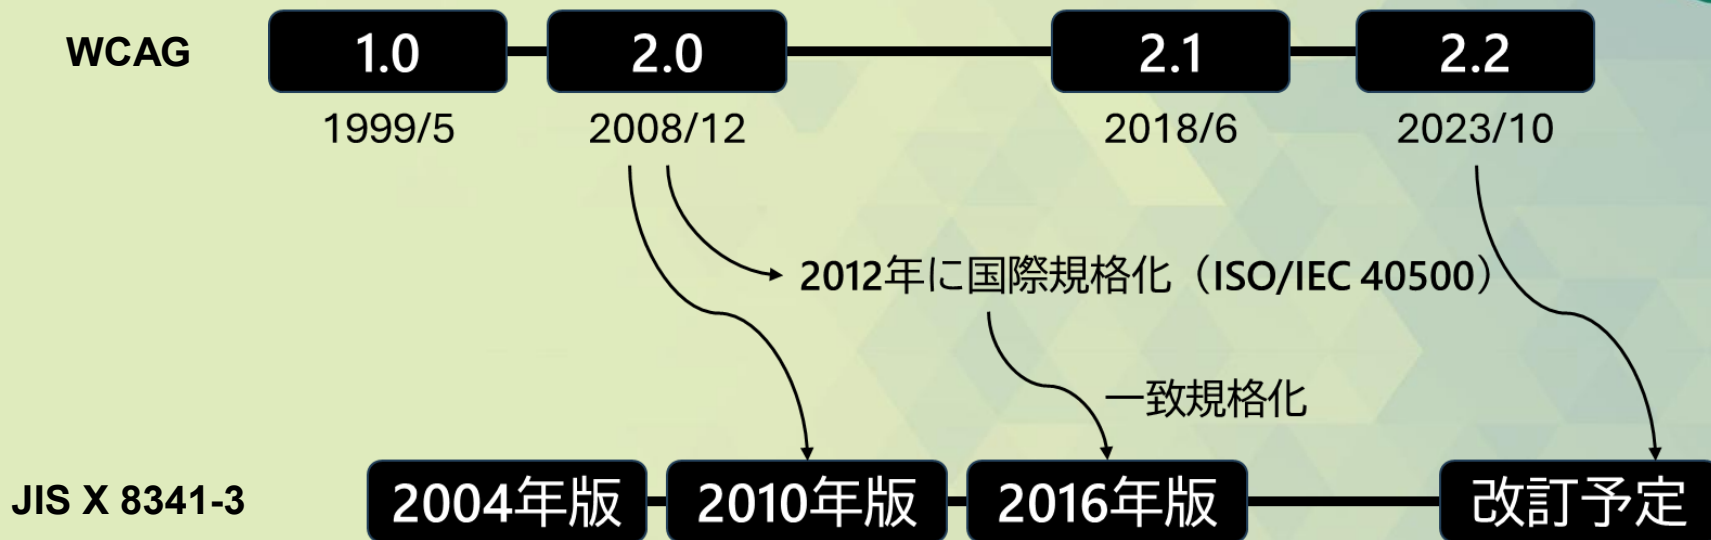 WCAG 1.0 2.0 2.1 2.2
1999/5 2008/12 2018/6 2023/10
2012年に国際規格化（ISO/IEC 40500）
一致規格化
JIS X 8341-3 2004年版 2010年版 2016年版 改訂予定